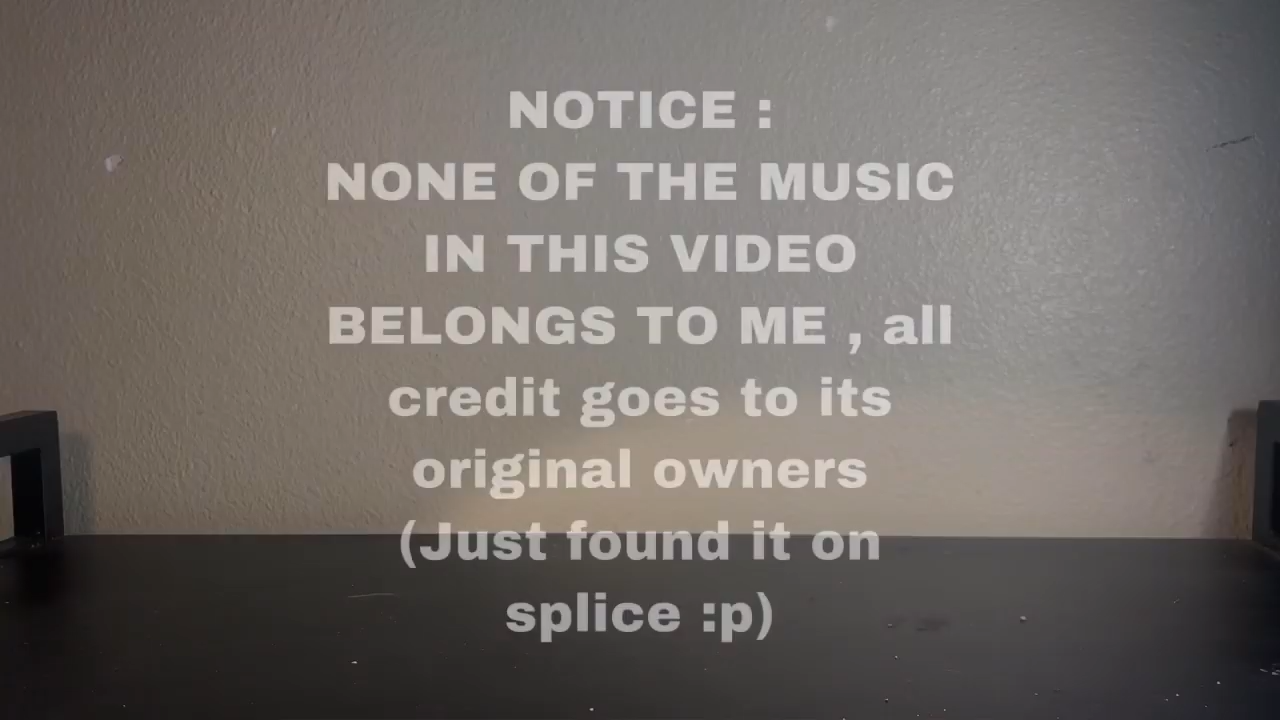 NOTICE :
NONE OF THE MUSIC
IN THIS VIDEO
BELONGS TO ME , all
credit goes to its
original owners
(Just found it on
splice :p)